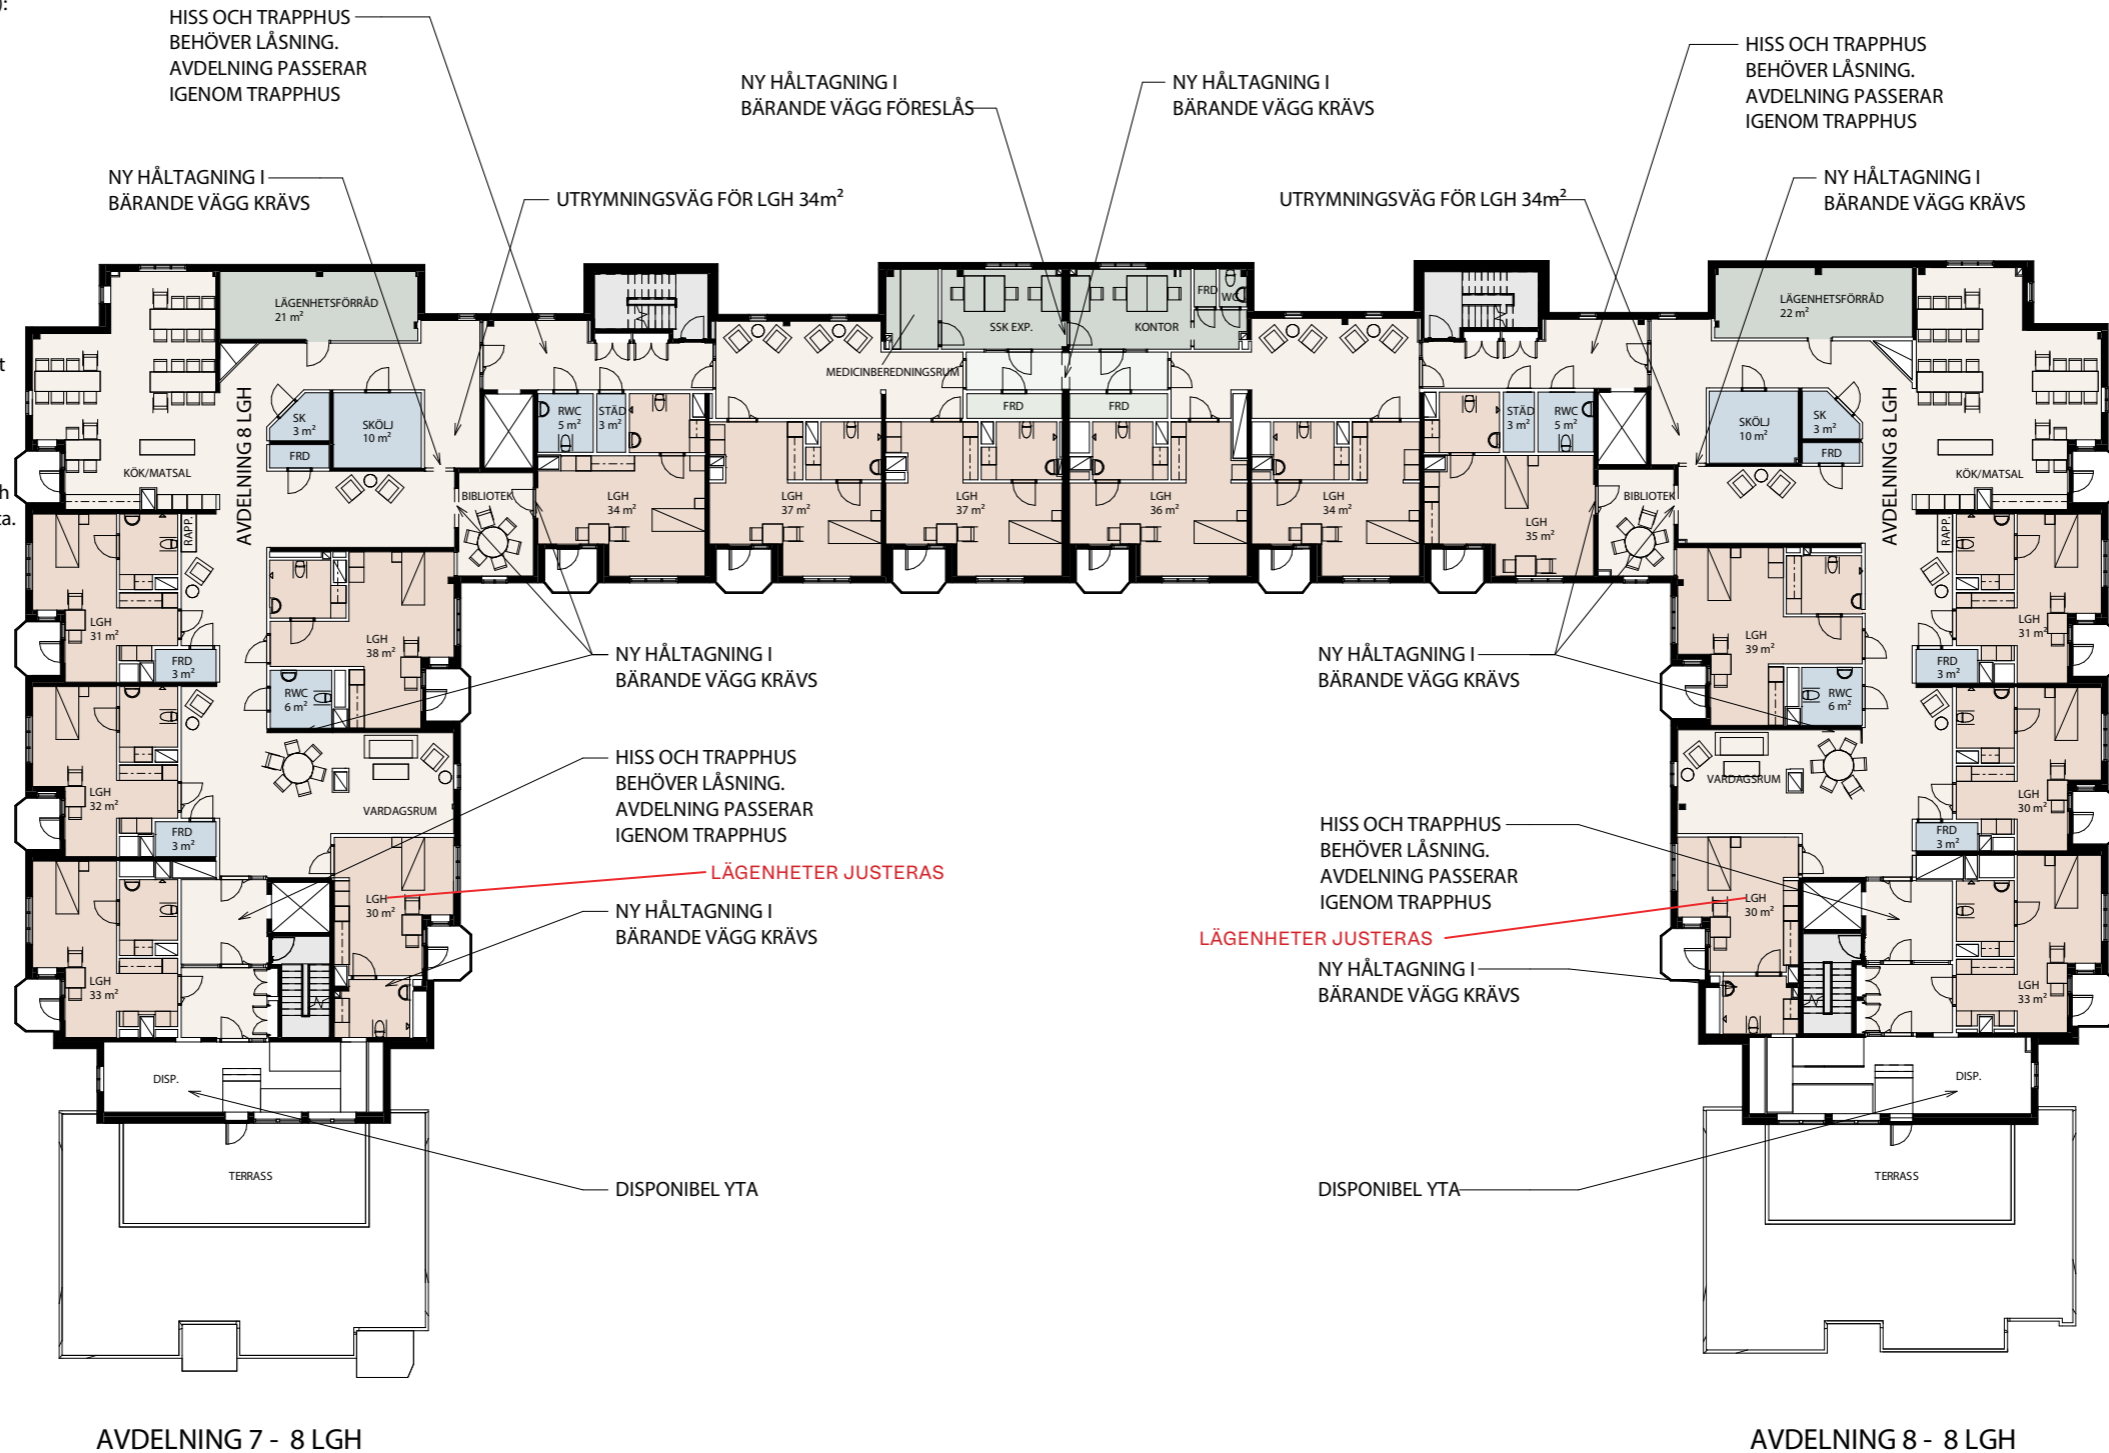 ):
HISS OCH TRAPPHUS
BEHÖVER LÅSNING.
AVDELNING PASSERAR
IGENOM TRAPPHUS
NY HÅLTAGNING I
BÄRANDE VÄGG FÖRESLÅS
NY HÅLTAGNING I
BÄRANDE VÄGG KRÄVS
HISS OCH TRAPPHUS
BEHÖVER LÅSNING.
AVDELNING PASSERAR
IGENOM TRAPPHUS
NY HÅLTAGNING I
BÄRANDE VÄGG KRÄVS
UTRYMNINGSVÄG FÖR LGH 34m²
UTRYMNINGSVÄG FÖR LGH 34m²
NY HÅLTAGNING I
BÄRANDE VÄGG KRÄVS
t
h
ta.
LÄGENHETSFÖRRÅD
21 m²
SSK EXP.
KONTOR
FRD
WC
LÄGENHETSFÖRRÅD
22 m²
MEDICINBEREDNINGSRUM
AVDELNING 8 LGH
SK
3 m²
SKÖLJ
10 m²
FRD
RWC
5 m²
STÄD
3 m²
FRD
FRD
STÄD
3 m²
RWC
5 m²
SKÖLJ
10 m²
SK
3 m²
FRD
AVDELNING 8 LGH
KÖK/MATSAL
BIBLIOTEK
LGH
34 m²
LGH
37 m²
LGH
37 m²
LGH
36 m²
LGH
34 m²
LGH
35 m²
BIBLIOTEK
KÖK/MATSAL
RAPP.
RAPP.
LGH
31 m²
FRD
3 m²
LGH
38 m²
RWC
6 m²
NY HÅLTAGNING I
BÄRANDE VÄGG KRÄVS
NY HÅLTAGNING I
BÄRANDE VÄGG KRÄVS
LGH
39 m²
RWC
6 m²
LGH
31 m²
FRD
3 m²
LGH
32 m²
FRD
3 m²
VARDAGSRUM
HISS OCH TRAPPHUS
BEHÖVER LÅSNING.
AVDELNING PASSERAR
IGENOM TRAPPHUS
VARDAGSRUM
LGH
30 m²
FRD
3 m²
HISS OCH TRAPPHUS
BEHÖVER LÅSNING.
AVDELNING PASSERAR
IGENOM TRAPPHUS
LÄGENHETER JUSTERAS
LGH
30 m²
NY HÅLTAGNING I
BÄRANDE VÄGG KRÄVS
LGH
30 m²
LÄGENHETER JUSTERAS
NY HÅLTAGNING I
BÄRANDE VÄGG KRÄVS
LGH
33 m²
LGH
33 m²
DISP.
DISP.
TERRASS
DISPONIBEL YTA
DISPONIBEL YTA
TERRASS
AVDELNING 7 - 8 LGH
AVDELNING 8 - 8 LGH